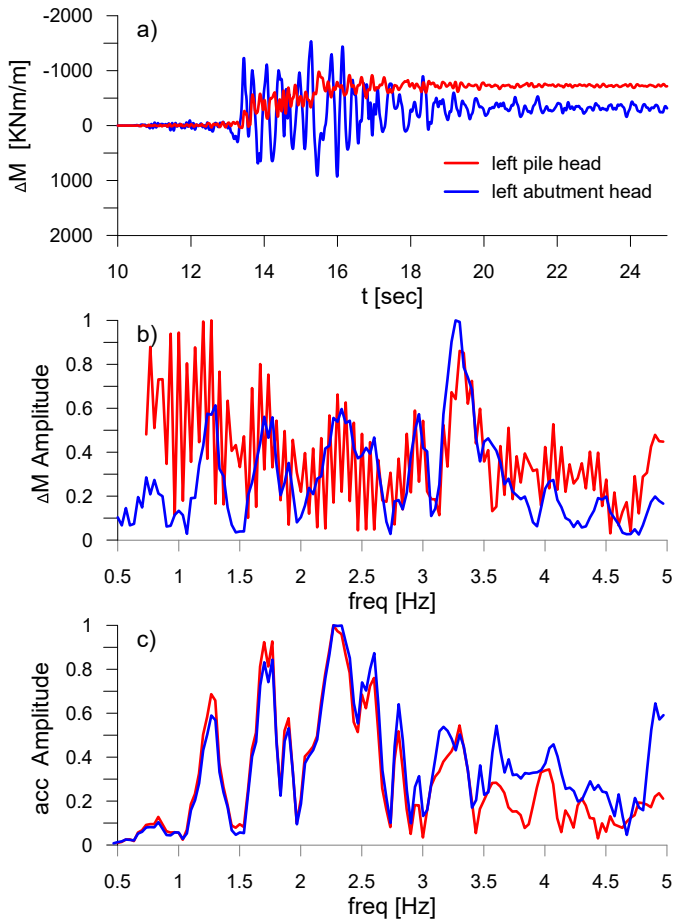 a)
-2000
-1000
0
1000
2000
ΔM [KNm/m]
left pile head
left abutment head
10 12 14 16 18 20 22 24
t [sec]
b)
1
0.8
0.6
0.4
0.2
0
ΔM Amplitude
0.5 1 1.5 2 2.5 3 3.5 4 4.5 5
freq [Hz]
c)
1
0.8
0.6
0.4
0.2
0
acc Amplitude
0.5 1 1.5 2 2.5 3 3.5 4 4.5 5
freq [Hz]